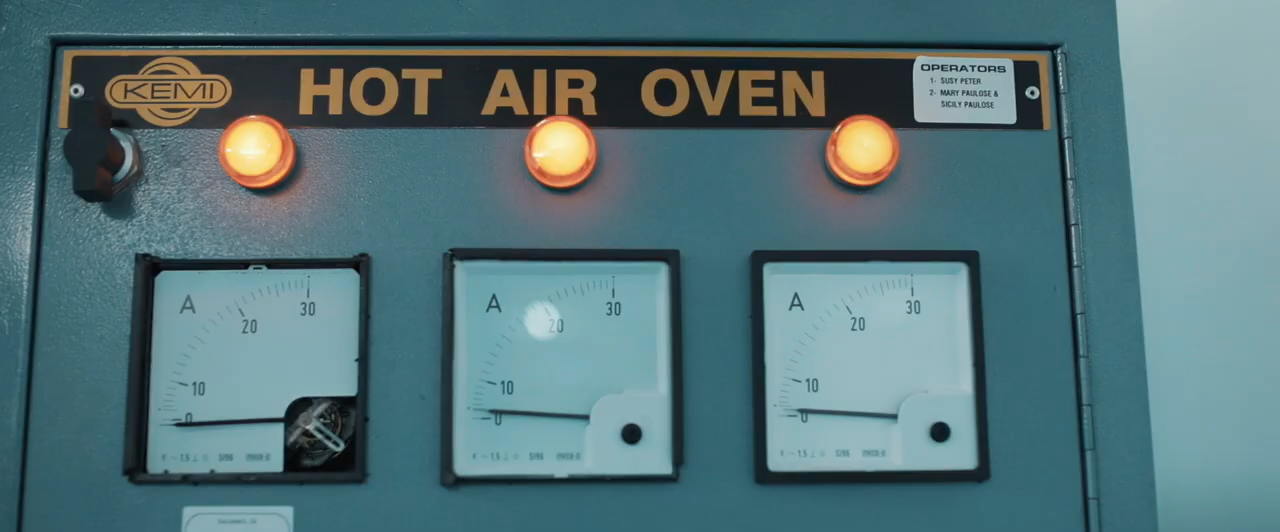 KEMI
HOT AIR OVEN
OPERATORS
1- SUSY PETER
2- MARY PAULOSE &
SICILY PAULOSE
A
30
20
10
0
A
30
20
10
0
A
30
20
10
0